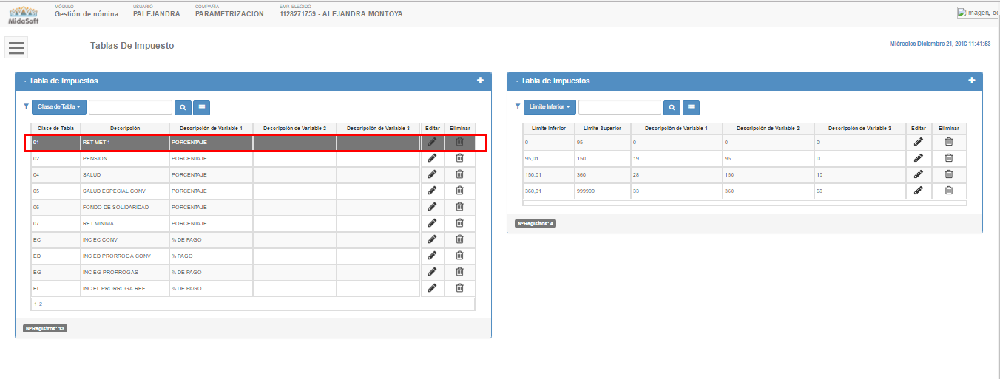 MÓDULO USUARIO COMPAÑÍA EMP. ELEGIDO
MidaSoft Gestión de nómina PALEJANDRA PARAMETRIZACION 1128271759 - ALEJANDRA MONTOYA Imagen_co
Tablas De Impuesto Miércoles Diciembre 21, 2016 11:41:53
- Tabla de Impuestos
Clase de Tabla
Clase de Tabla Descripción Descripción de Variable 1 Descripción de Variable 2 Descripción de Variable 3 Editar Eliminar
01 RET MET 1 PORCENTAJE
02 PENSION PORCENTAJE
04 SALUD PORCENTAJE
05 SALUD ESPECIAL CONV PORCENTAJE
06 FONDO DE SOLIDARIDAD PORCENTAJE
07 RET MINIMA PORCENTAJE
EC INC EC CONV % DE PAGO
ED INC ED PRORROGA CONV % PAGO
EG INC EG PRORROGAS % DE PAGO
EL INC EL PRORROGA REF % DE PAGO
1 2
NºRegistros: 13
- Tabla de Impuestos
Limite Inferior
Limite Inferior Limite Superior Descripción de Variable 1 Descripción de Variable 2 Descripción de Variable 3 Editar Eliminar
0 95 0 0 0
95,01 150 19 95 0
150,01 360 28 150 10
360,01 999999 33 360 69
NºRegistros: 4